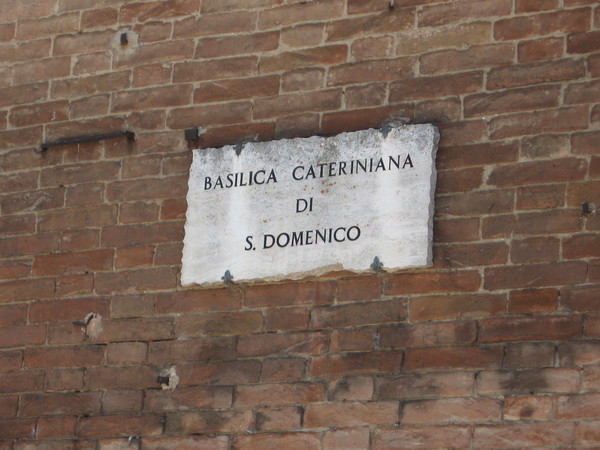 BASILICA CATERINIANA
DI
S. DOMENICO